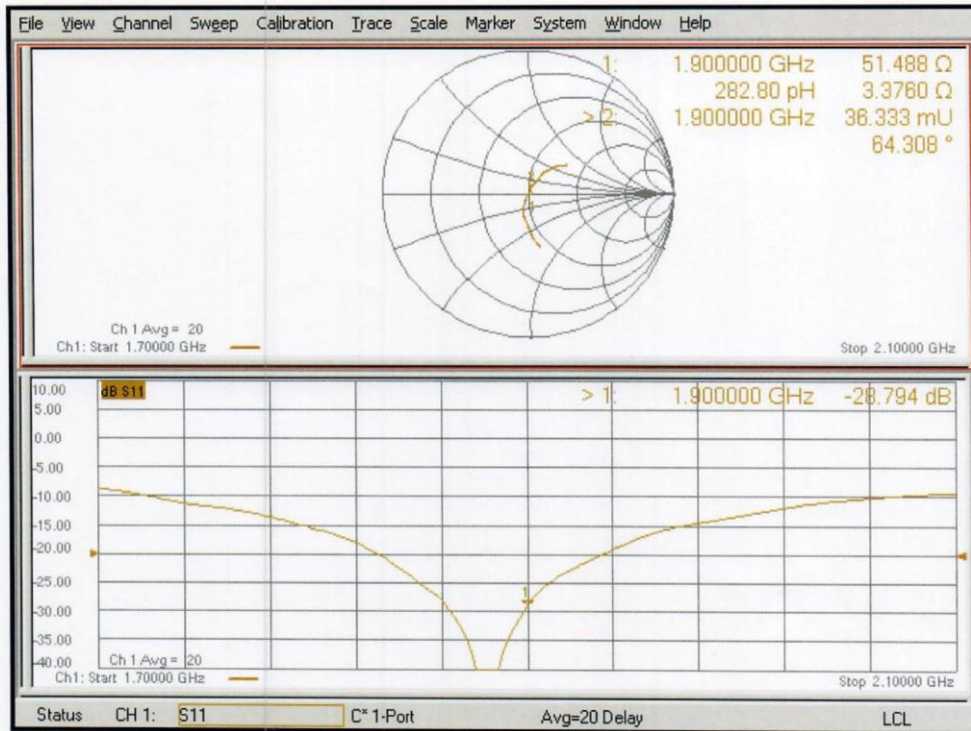 File View Channel Sweep Calibration Trace Scale Marker System Window Help
1: 1.900000 GHz 51.488 Ω
282.80 pH 3.3760 Ω
> 2: 1.900000 GHz 36.333 mU
64.308 °
Ch 1 Avg = 20
Ch1: Start 1.70000 GHz
Stop 2.10000 GHz
10.00
dB S11
> 1: 1.900000 GHz -28.794 dB
5.00
0.00
-5.00
-10.00
-15.00
-20.00
-25.00
1
-30.00
-35.00
-40.00
Ch 1 Avg = 20
Ch1: Start 1.70000 GHz
Stop 2.10000 GHz
Status CH 1: S11 C* 1-Port Avg=20 Delay LCL